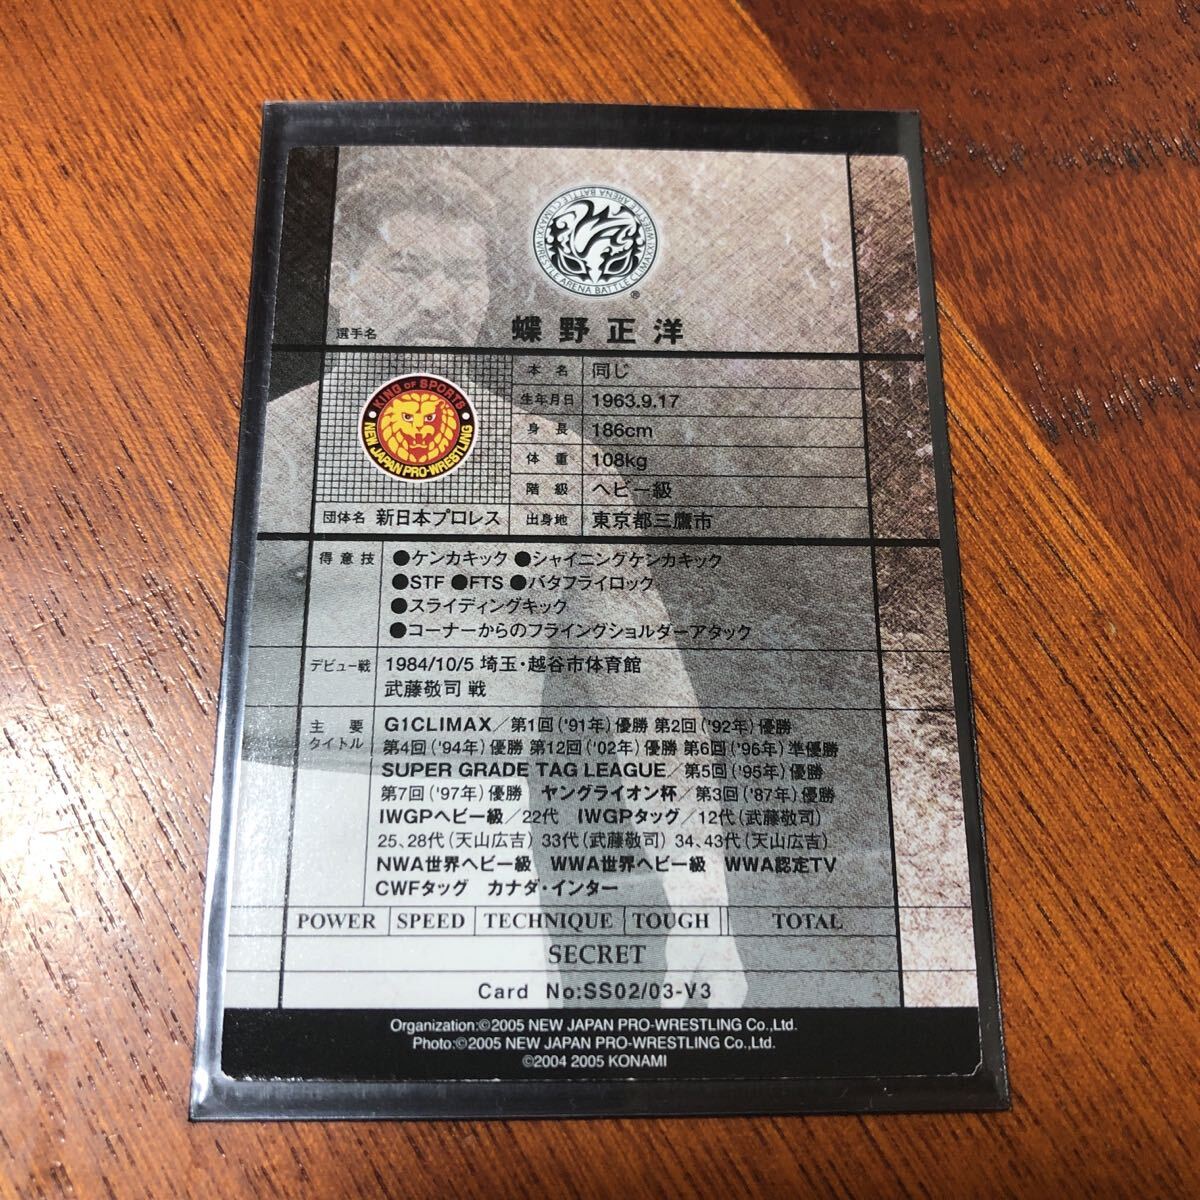 WRESTLE ARENA BATTLE CLIMAXX! WRESTLE ARENA BATTLE CLIMAXX!
®
選手名 蝶野正洋
KING OF SPORTS
NEW JAPAN PRO-WRESTLING
団体名 新日本プロレス
本名 同じ
生年月日 1963.9.17
身長 186cm
体重 108kg
階級 ヘビー級
出身地 東京都三鷹市
得意技 ●ケンカキック ●シャイニングケンカキック
●STF ●FTS ●バタフライロック
●スライディングキック
●コーナーからのフライングショルダーアタック
デビュー戦 1984/10/5 埼玉・越谷市体育館
武藤敬司 戦
主要タイトル G1CLIMAX／第1回('91年)優勝 第2回('92年)優勝
第4回('94年)優勝 第12回('02年)優勝 第6回('96年)準優勝
SUPER GRADE TAG LEAGUE／第5回('95年)優勝
第7回('97年)優勝 ヤングライオン杯／第3回('87年)優勝
IWGPヘビー級／22代 IWGPタッグ／12代(武藤敬司)
25、28代(天山広吉) 33代(武藤敬司) 34、43代(天山広吉)
NWA世界ヘビー級 WWA世界ヘビー級 WWA認定TV
CWFタッグ カナダ・インター
POWER SPEED TECHNIQUE TOUGH TOTAL
SECRET
Card No:SS02/03-V3
Organization:©2005 NEW JAPAN PRO-WRESTLING Co.,Ltd.
Photo:©2005 NEW JAPAN PRO-WRESTLING Co.,Ltd.
©2004 2005 KONAMI